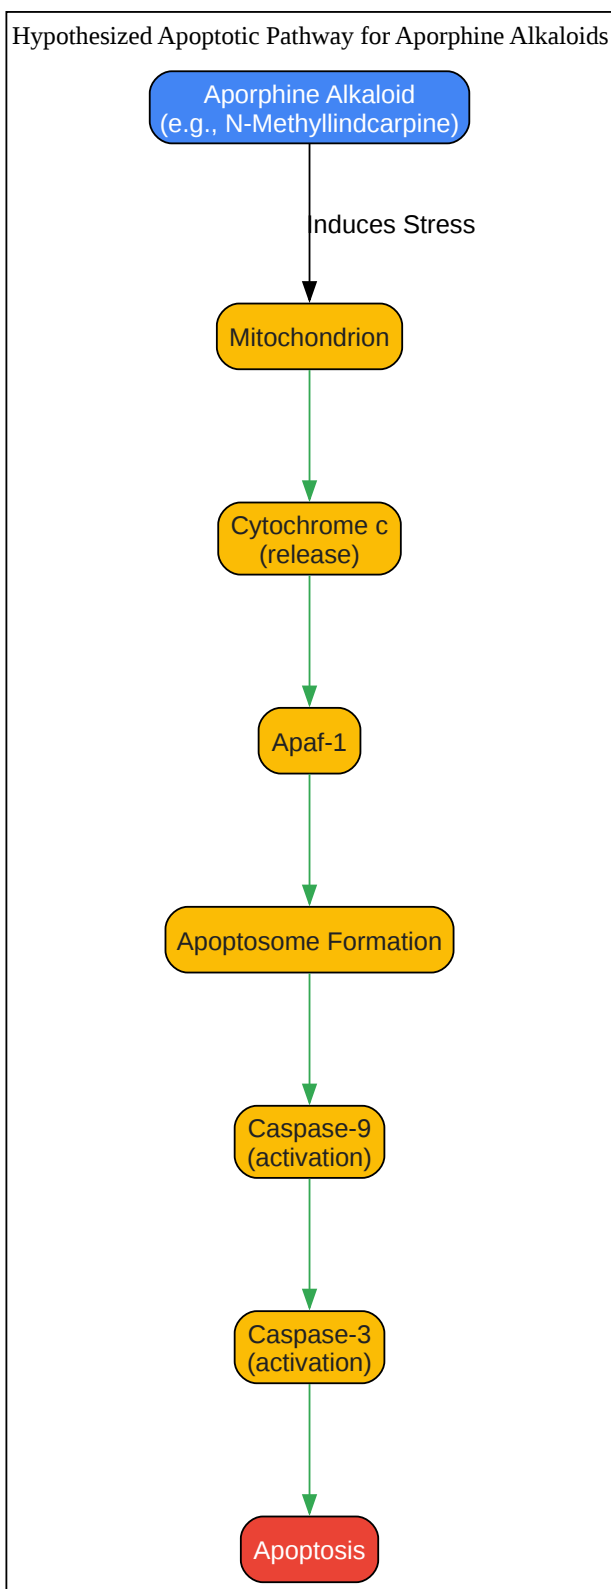 Hypothesized Apoptotic Pathway for Aporphine Alkaloids
Aporphine Alkaloid
(e.g., N-Methyllindcarpine)
Induces Stress
Mitochondrion
Cytochrome c
(release)
Apaf-1
Apoptosome Formation
Caspase-9
(activation)
Caspase-3
(activation)
Apoptosis